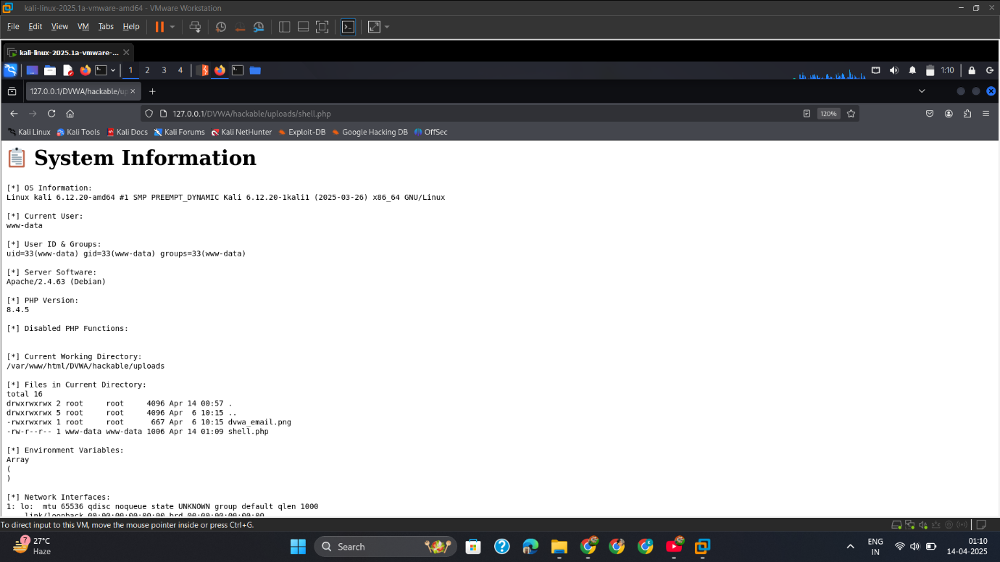 kali-linux-2025.1a-vmware-amd64 - VMware Workstation
File Edit View VM Tabs Help
kali-linux-2025.1a-vmware-...
1 2 3 4 1:10
127.0.0.1/DVWA/hackable/up
127.0.0.1/DVWA/hackable/uploads/shell.php 120%
Kali Linux Kali Tools Kali Docs Kali Forums Kali NetHunter Exploit-DB Google Hacking DB OffSec
System Information
[*] OS Information:
Linux kali 6.12.20-amd64 #1 SMP PREEMPT_DYNAMIC Kali 6.12.20-1kali1 (2025-03-26) x86_64 GNU/Linux
[*] Current User:
www-data
[*] User ID & Groups:
uid=33(www-data) gid=33(www-data) groups=33(www-data)
[*] Server Software:
Apache/2.4.63 (Debian)
[*] PHP Version:
8.4.5
[*] Disabled PHP Functions:
[*] Current Working Directory:
/var/www/html/DVWA/hackable/uploads
[*] Files in Current Directory:
total 16
drwxrwxrwx 2 root     root     4096 Apr 14 00:57 .
drwxrwxrwx 5 root     root     4096 Apr  6 10:15 ..
-rwxrwxrwx 1 root     root      667 Apr  6 10:15 dvwa_email.png
-rw-r--r-- 1 www-data www-data 1006 Apr 14 01:09 shell.php
[*] Environment Variables:
Array
(
)
[*] Network Interfaces:
1: lo:  mtu 65536 qdisc noqueue state UNKNOWN group default qlen 1000
link/loopback 00:00:00:00:00:00 brd 00:00:00:00:00:00
To direct input to this VM, move the mouse pointer inside or press Ctrl+G.
7 27°C
Haze
Search
ENG
IN
01:10
14-04-2025